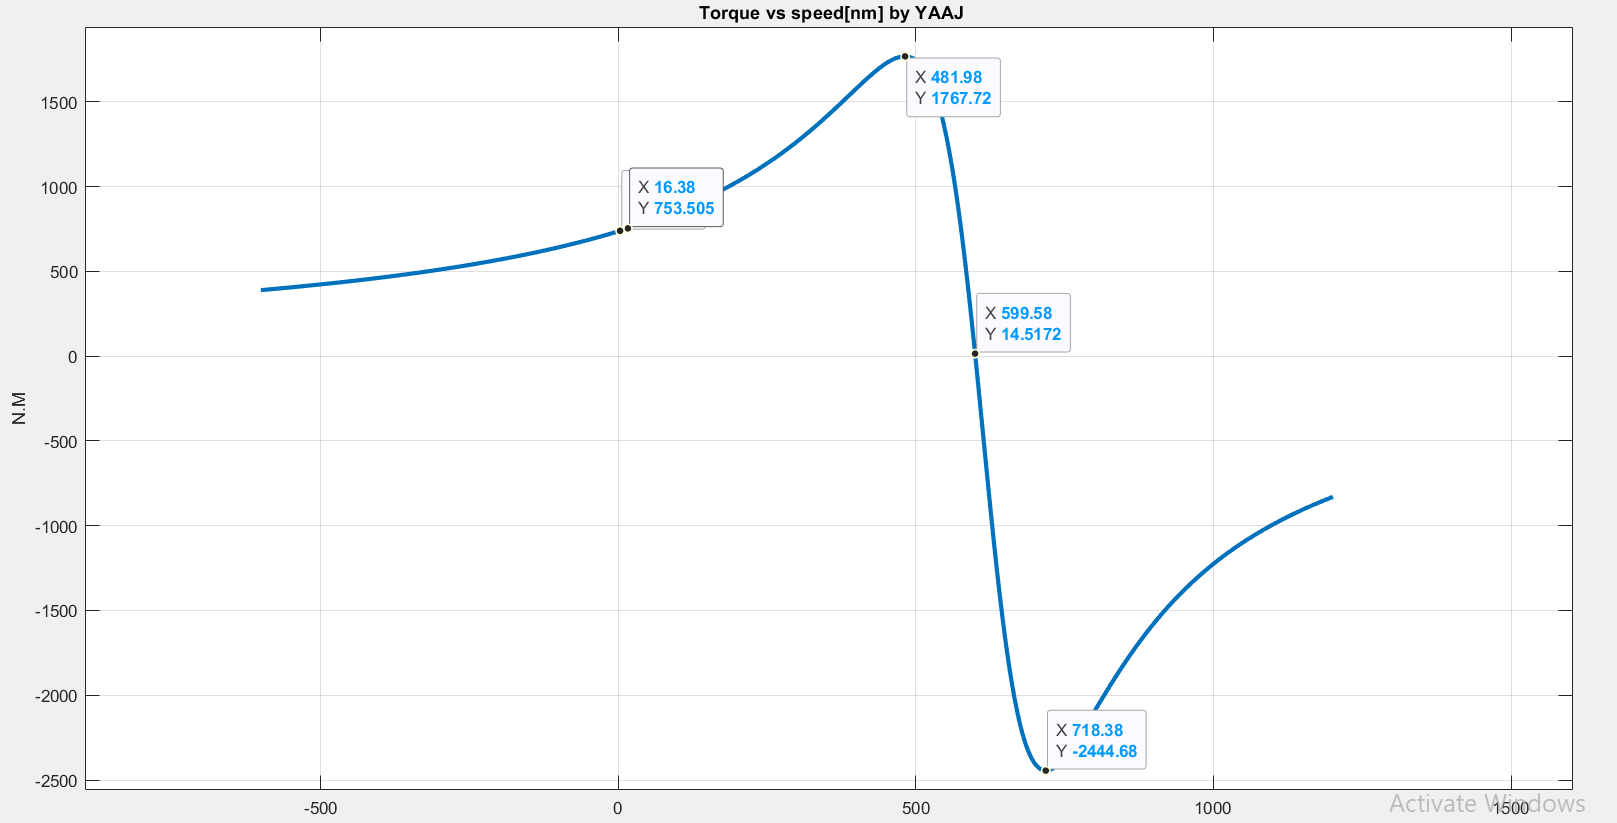 Torque vs speed[nm] by YAAJ
1500
1000
500
0
-500
-1000
-1500
-2000
-2500
N.M
X 481.98
Y 1767.72
X 16.38
Y 753.505
X 599.58
Y 14.5172
X 718.38
Y -2444.68
-500
0
500
1000
1500
Activate Windows